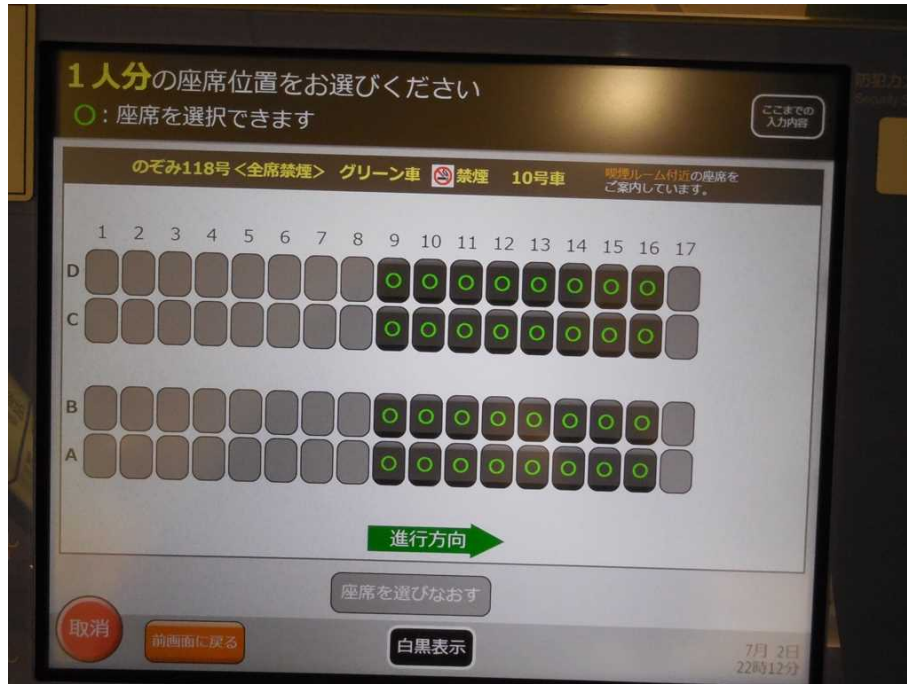 1人分の座席位置をお選びください
○：座席を選択できます
ここまでの
入力内容
のぞみ118号＜全席禁煙＞ グリーン車 禁煙 10号車
喫煙ルーム付近の座席を
ご案内しています。
1 2 3 4 5 6 7 8 9 10 11 12 13 14 15 16 17
D
C
B
A
進行方向
座席を選びなおす
取消
前画面に戻る
白黒表示
7月 2日
22時12分